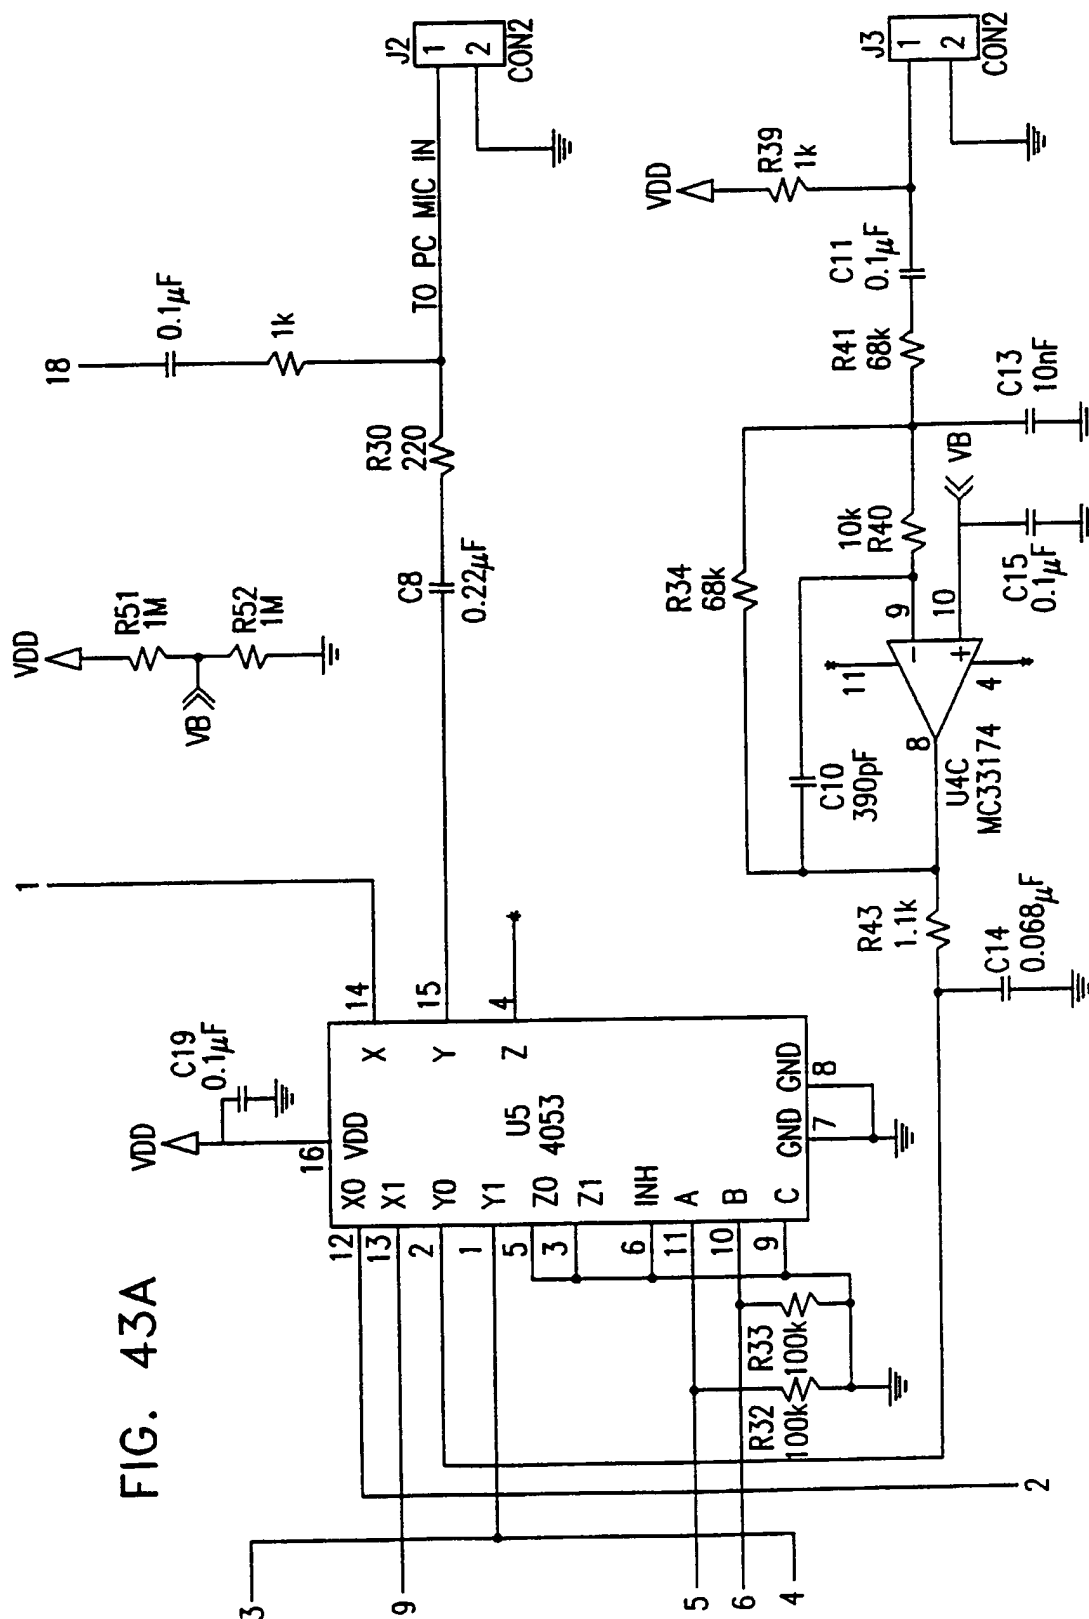 FIG. 43A
3
9
5
6
4
2
1
18
VDD
C19
0.1μF
16
VDD
12
X0
13
X1
2
Y0
1
Y1
5
Z0
3
Z1
6
INH
11
A
10
B
9
C
U5
4053
X
14
Y
15
Z
4
GND
7
GND
8
R32
100k
R33
100k
VDD
R51
1M
R52
1M
VB
C8
0.22μF
R30
220
0.1μF
1k
TO PC MIC IN
J2
1
2
CON2
VDD
R39
1k
J3
1
2
CON2
C11
0.1μF
R41
68k
C13
10nF
R34
68k
10k
R40
VB
C15
0.1μF
9
10
11
4
8
-
+
U4C
MC33174
C10
390pF
R43
1.1k
C14
0.068μF